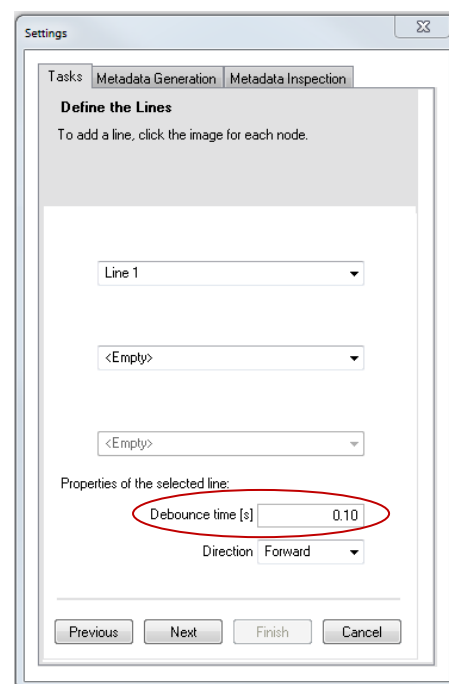 Settings
Tasks Metadata Generation Metadata Inspection
Define the Lines
To add a line, click the image for each node.
Line 1
<Empty>
<Empty>
Properties of the selected line:
Debounce time [s] 0.10
Direction Forward
Previous Next Finish Cancel